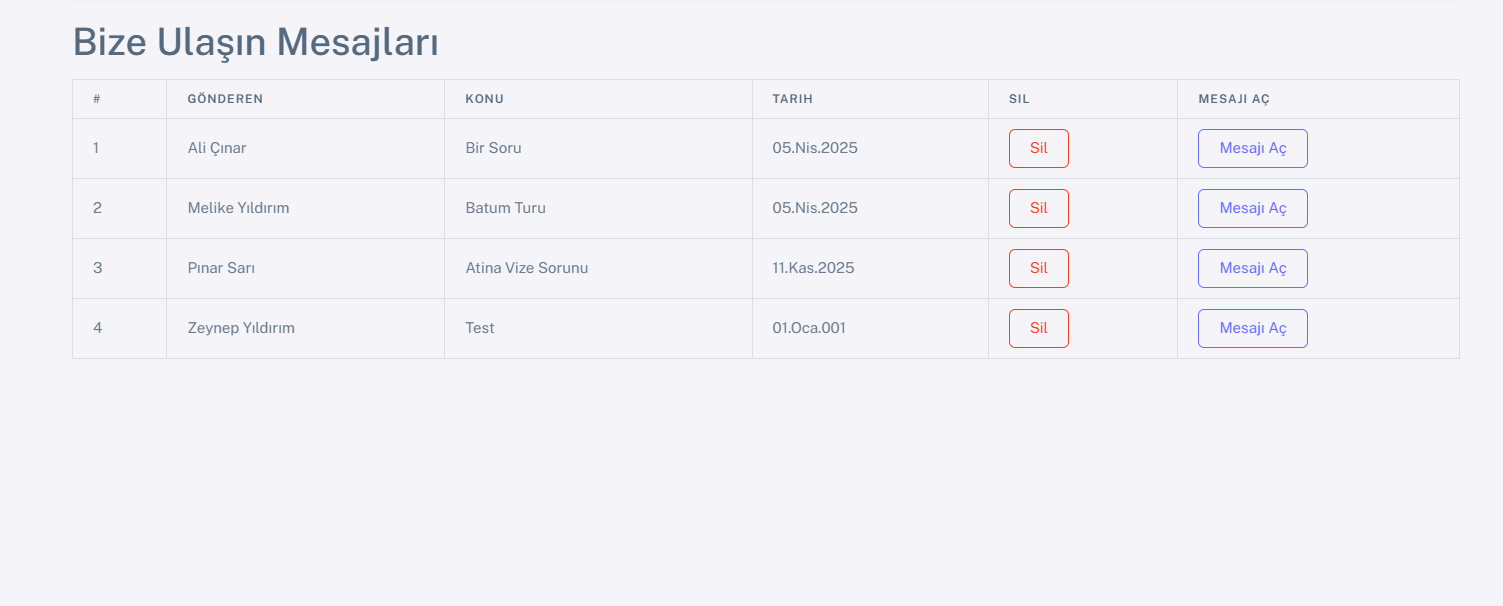 Bize Ulaşın Mesajları
# GÖNDEREN KONU TARIH SIL MESAJI AÇ
1 Ali Çınar Bir Soru 05.Nis.2025 Sil Mesajı Aç
2 Melike Yıldırım Batum Turu 05.Nis.2025 Sil Mesajı Aç
3 Pınar Sarı Atina Vize Sorunu 11.Kas.2025 Sil Mesajı Aç
4 Zeynep Yıldırım Test 01.Oca.001 Sil Mesajı Aç